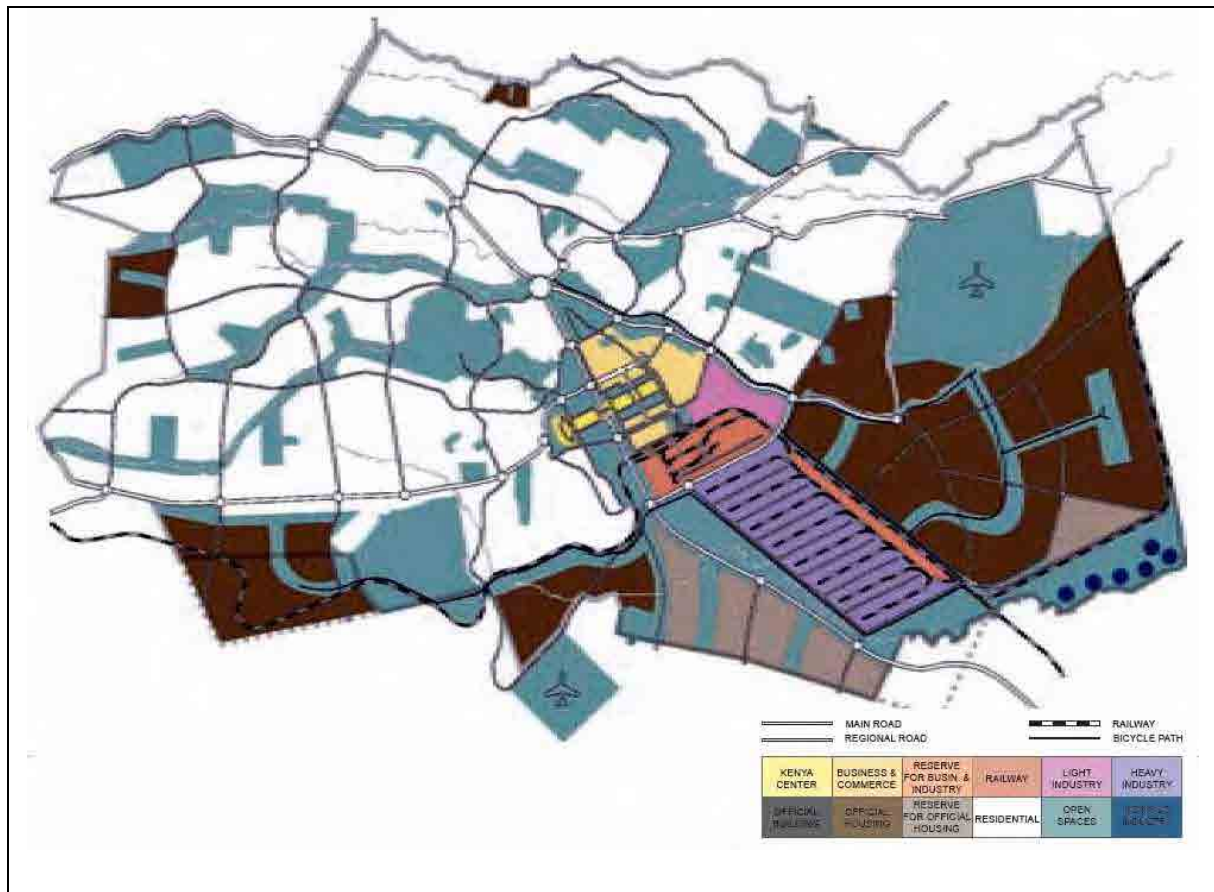 MAIN ROAD
REGIONAL ROAD
RAILWAY
BICYCLE PATH
KENYA
CENTER
BUSINESS &
COMMERCE
RESERVE
FOR BUSIN. &
INDUSTRY
RAILWAY
LIGHT
INDUSTRY
HEAVY
INDUSTRY
OFFICIAL
BUILDING
OFFICIAL
HOUSING
RESERVE
FOR OFFICIAL
HOUSING
RESIDENTIAL
OPEN
SPACES